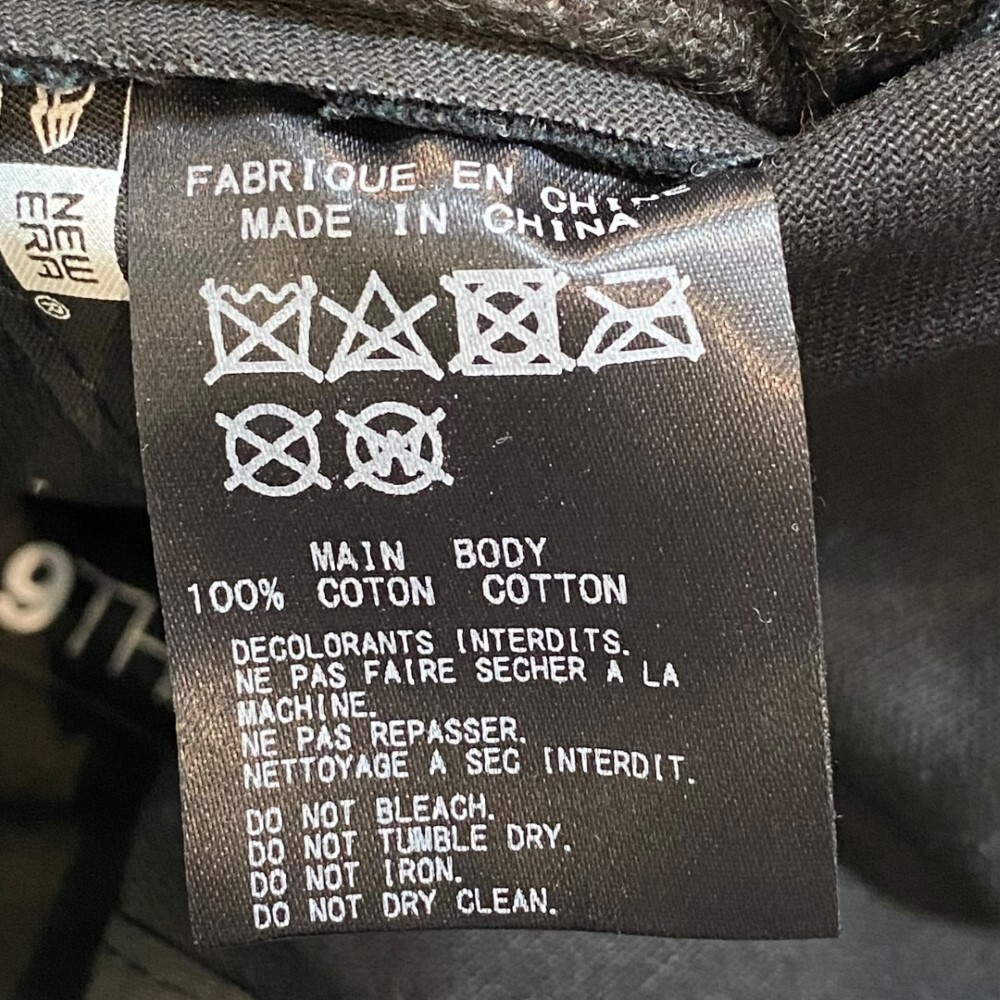 FABRIQUE EN CHINE
MADE IN CHINA
NEW
ERA
®
W
MAIN BODY
100% COTON COTTON
DECOLORANTS INTERDITS.
NE PAS FAIRE SECHER A LA
MACHINE.
NE PAS REPASSER.
NETTOYAGE A SEC INTERDIT.
DO NOT BLEACH.
DO NOT TUMBLE DRY.
DO NOT IRON.
DO NOT DRY CLEAN.
9TH